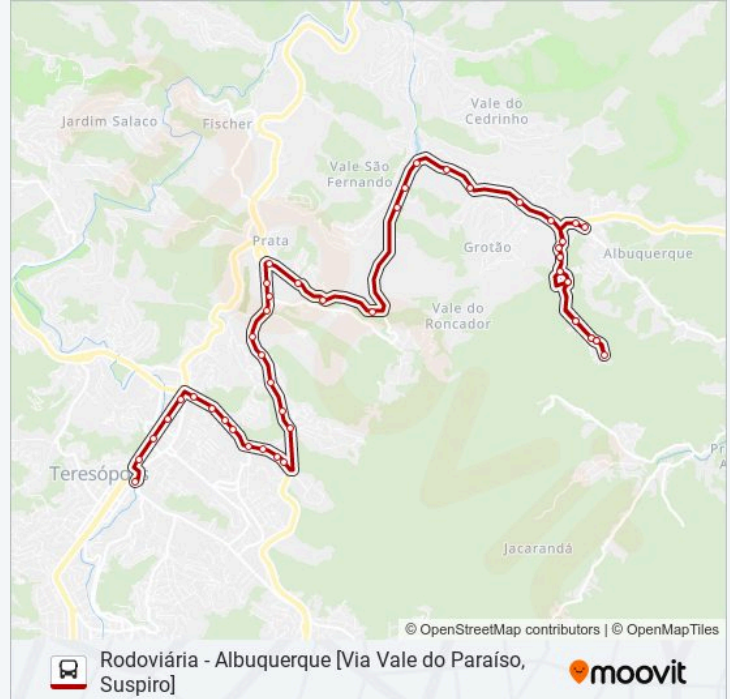 Vale do
Cedrinho
Jardim Salaco
Fischer
Vale São
Fernando
Prata
Grotão
Albuquerque
Vale do
Roncador
Teresópolis
Jacarandá
© OpenStreetMap contributors | © OpenMapTiles
Rodoviária - Albuquerque [Via Vale do Paraíso,
Suspiro]
moovit